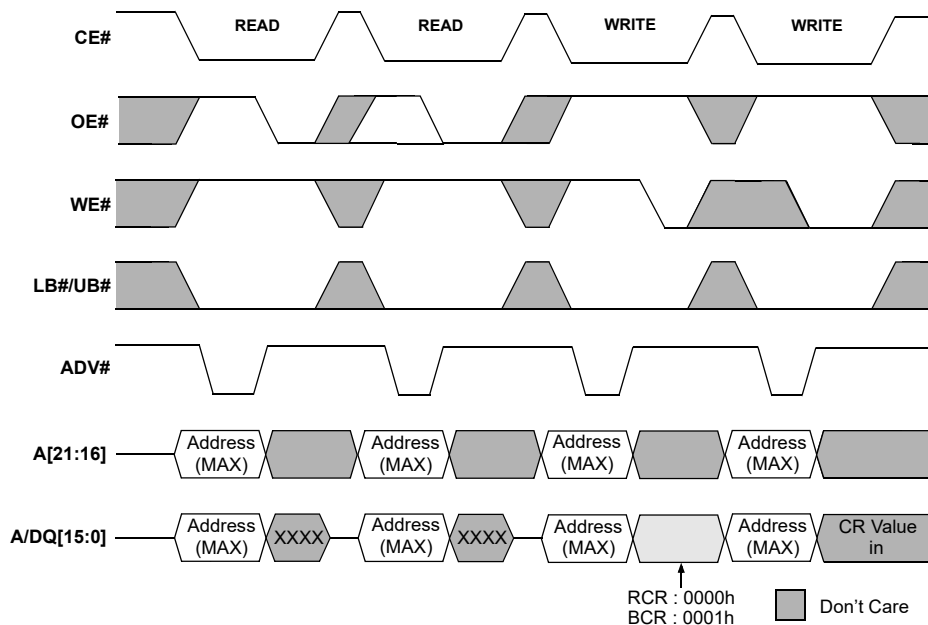 CE#
READ
READ
WRITE
WRITE
OE#
WE#
LB#/UB#
ADV#
A[21:16]
Address
(MAX)
Address
(MAX)
Address
(MAX)
Address
(MAX)
A/DQ[15:0]
Address
(MAX)
XXXX
Address
(MAX)
XXXX
Address
(MAX)
Address
(MAX)
CR Value
in
RCR : 0000h
BCR : 0001h
Don't Care